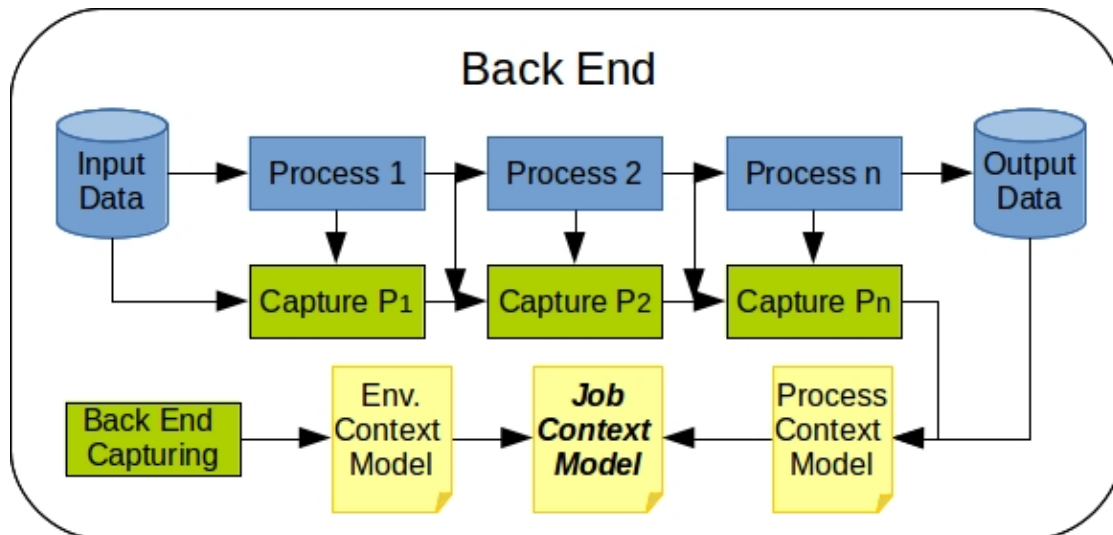 Back End
Input
Data
Process 1
Process 2
Process n
Output
Data
Capture P1
Capture P2
Capture Pn
Back End
Capturing
Env.
Context
Model
Job
Context
Model
Process
Context
Model